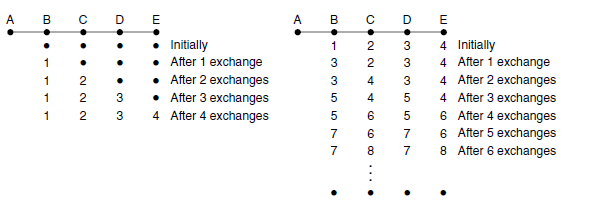 A B C D E
• • • • Initially
1 • • • After 1 exchange
1 2 • • After 2 exchanges
1 2 3 • After 3 exchanges
1 2 3 4 After 4 exchanges
A B C D E
1 2 3 4 Initially
3 2 3 4 After 1 exchange
3 4 3 4 After 2 exchanges
5 4 5 4 After 3 exchanges
5 6 5 6 After 4 exchanges
7 6 7 6 After 5 exchanges
7 8 7 8 After 6 exchanges
⋮
• • • •